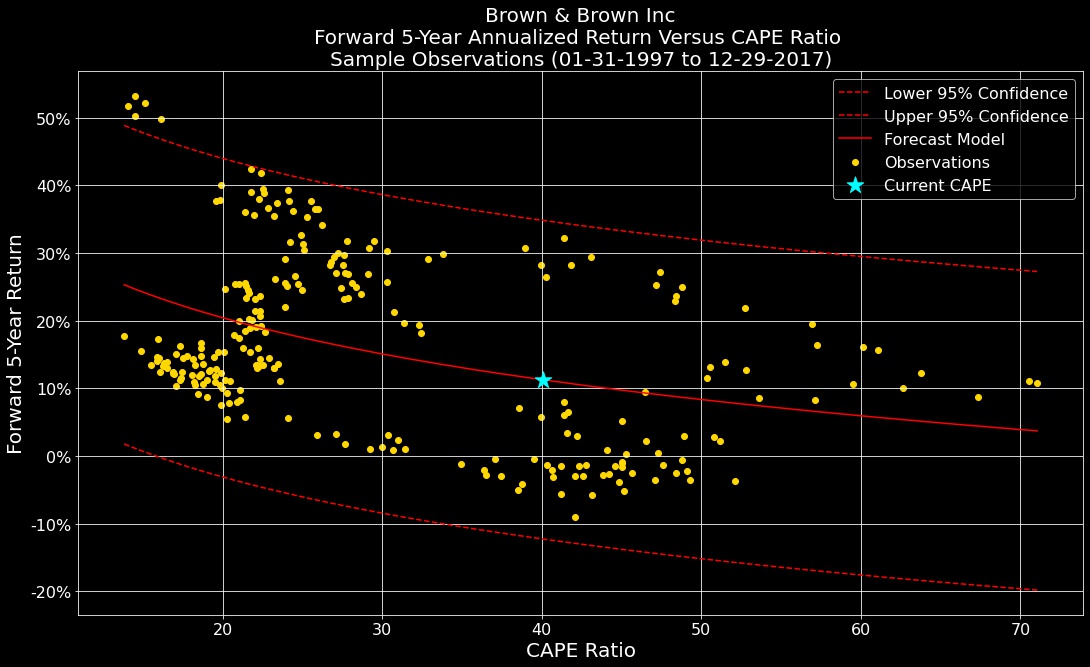 Brown & Brown Inc
Forward 5-Year Annualized Return Versus CAPE Ratio
Sample Observations (01-31-1997 to 12-29-2017)
Lower 95% Confidence
Upper 95% Confidence
Forecast Model
Observations
Current CAPE
Forward 5-Year Return
50%
40%
30%
20%
10%
0%
-10%
-20%
20 30 40 50 60 70
CAPE Ratio